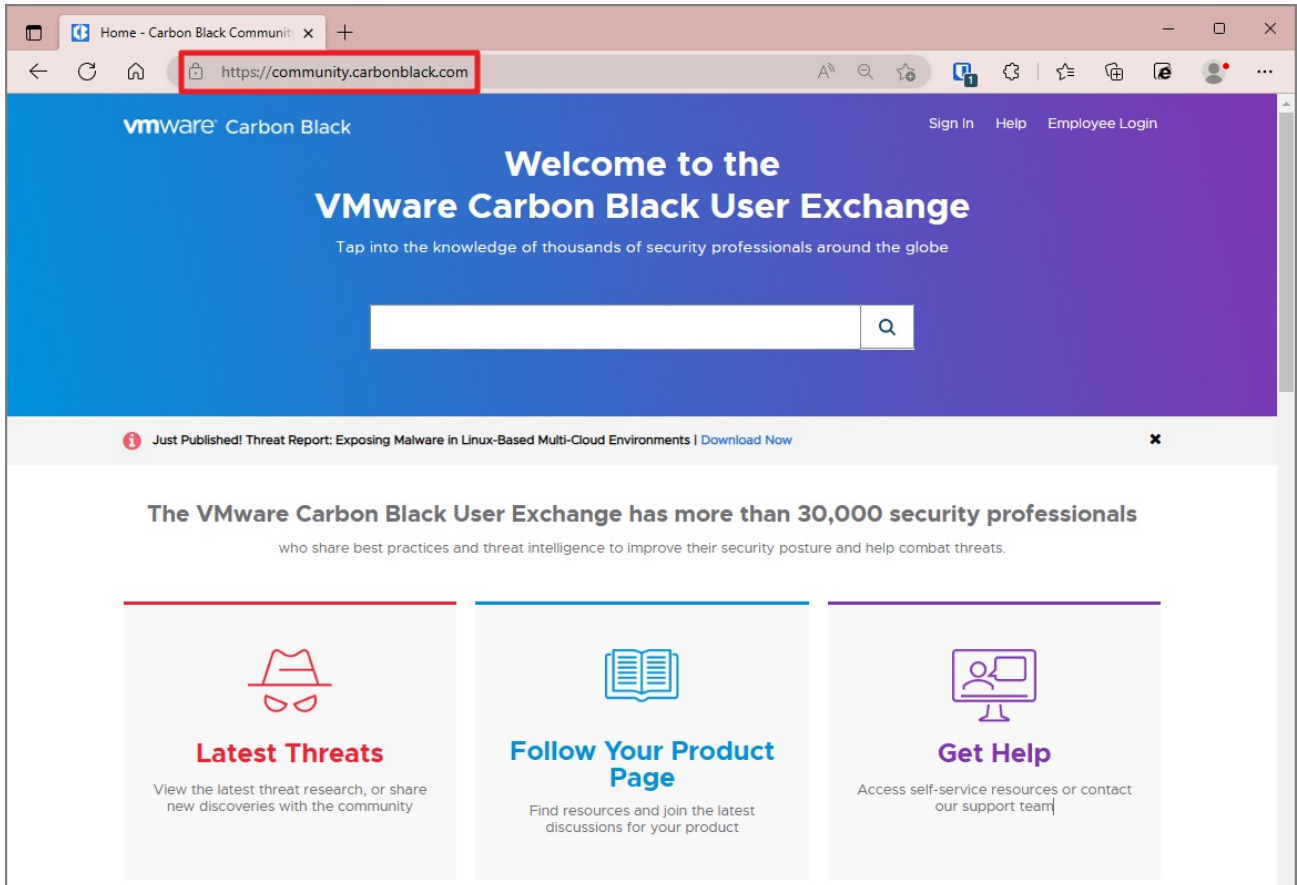 Home - Carbon Black Communit
https://community.carbonblack.com
1
vmware® Carbon Black
Sign In Help Employee Login
Welcome to the
VMware Carbon Black User Exchange
Tap into the knowledge of thousands of security professionals around the globe
Just Published! Threat Report: Exposing Malware in Linux-Based Multi-Cloud Environments | Download Now
The VMware Carbon Black User Exchange has more than 30,000 security professionals
who share best practices and threat intelligence to improve their security posture and help combat threats.
Latest Threats
View the latest threat research, or share
new discoveries with the community
Follow Your Product
Page
Find resources and join the latest
discussions for your product
Get Help
Access self-service resources or contact
our support team